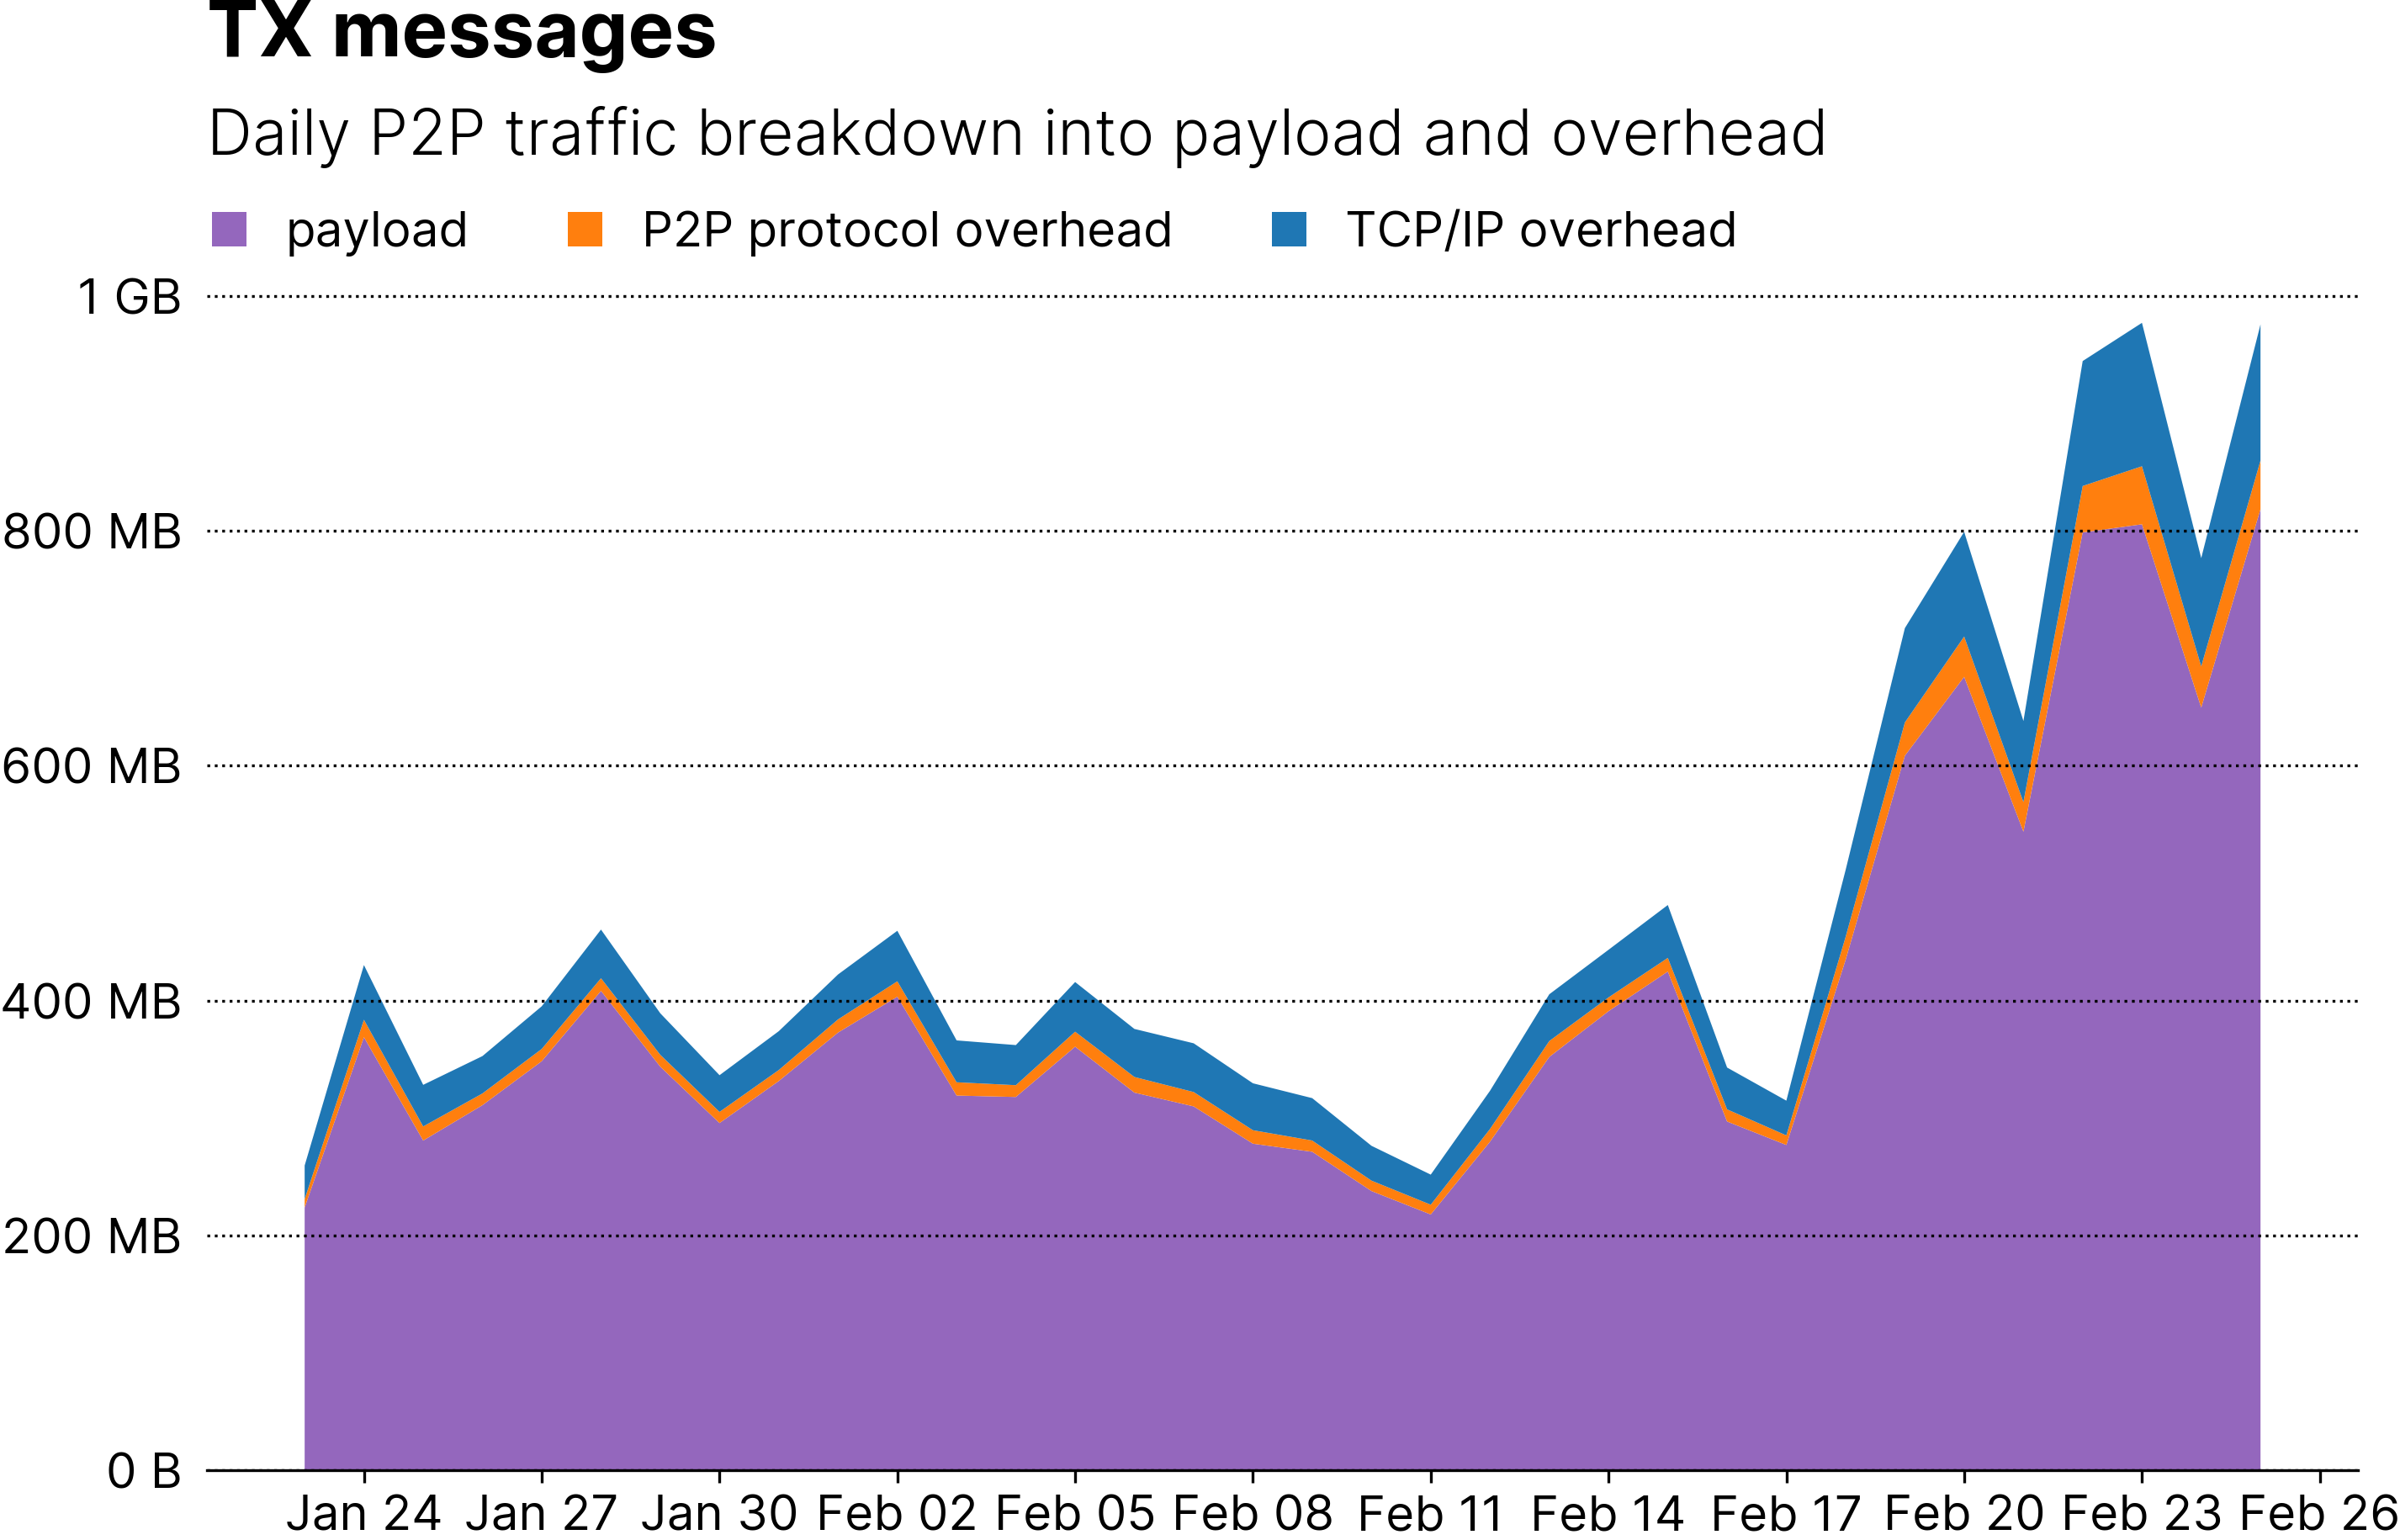 TX messages
Daily P2P traffic breakdown into payload and overhead
payload P2P protocol overhead TCP/IP overhead
1 GB
800 MB
600 MB
400 MB
200 MB
0 B
Jan 24 Jan 27 Jan 30 Feb 02 Feb 05 Feb 08 Feb 11 Feb 14 Feb 17 Feb 20 Feb 23 Feb 26